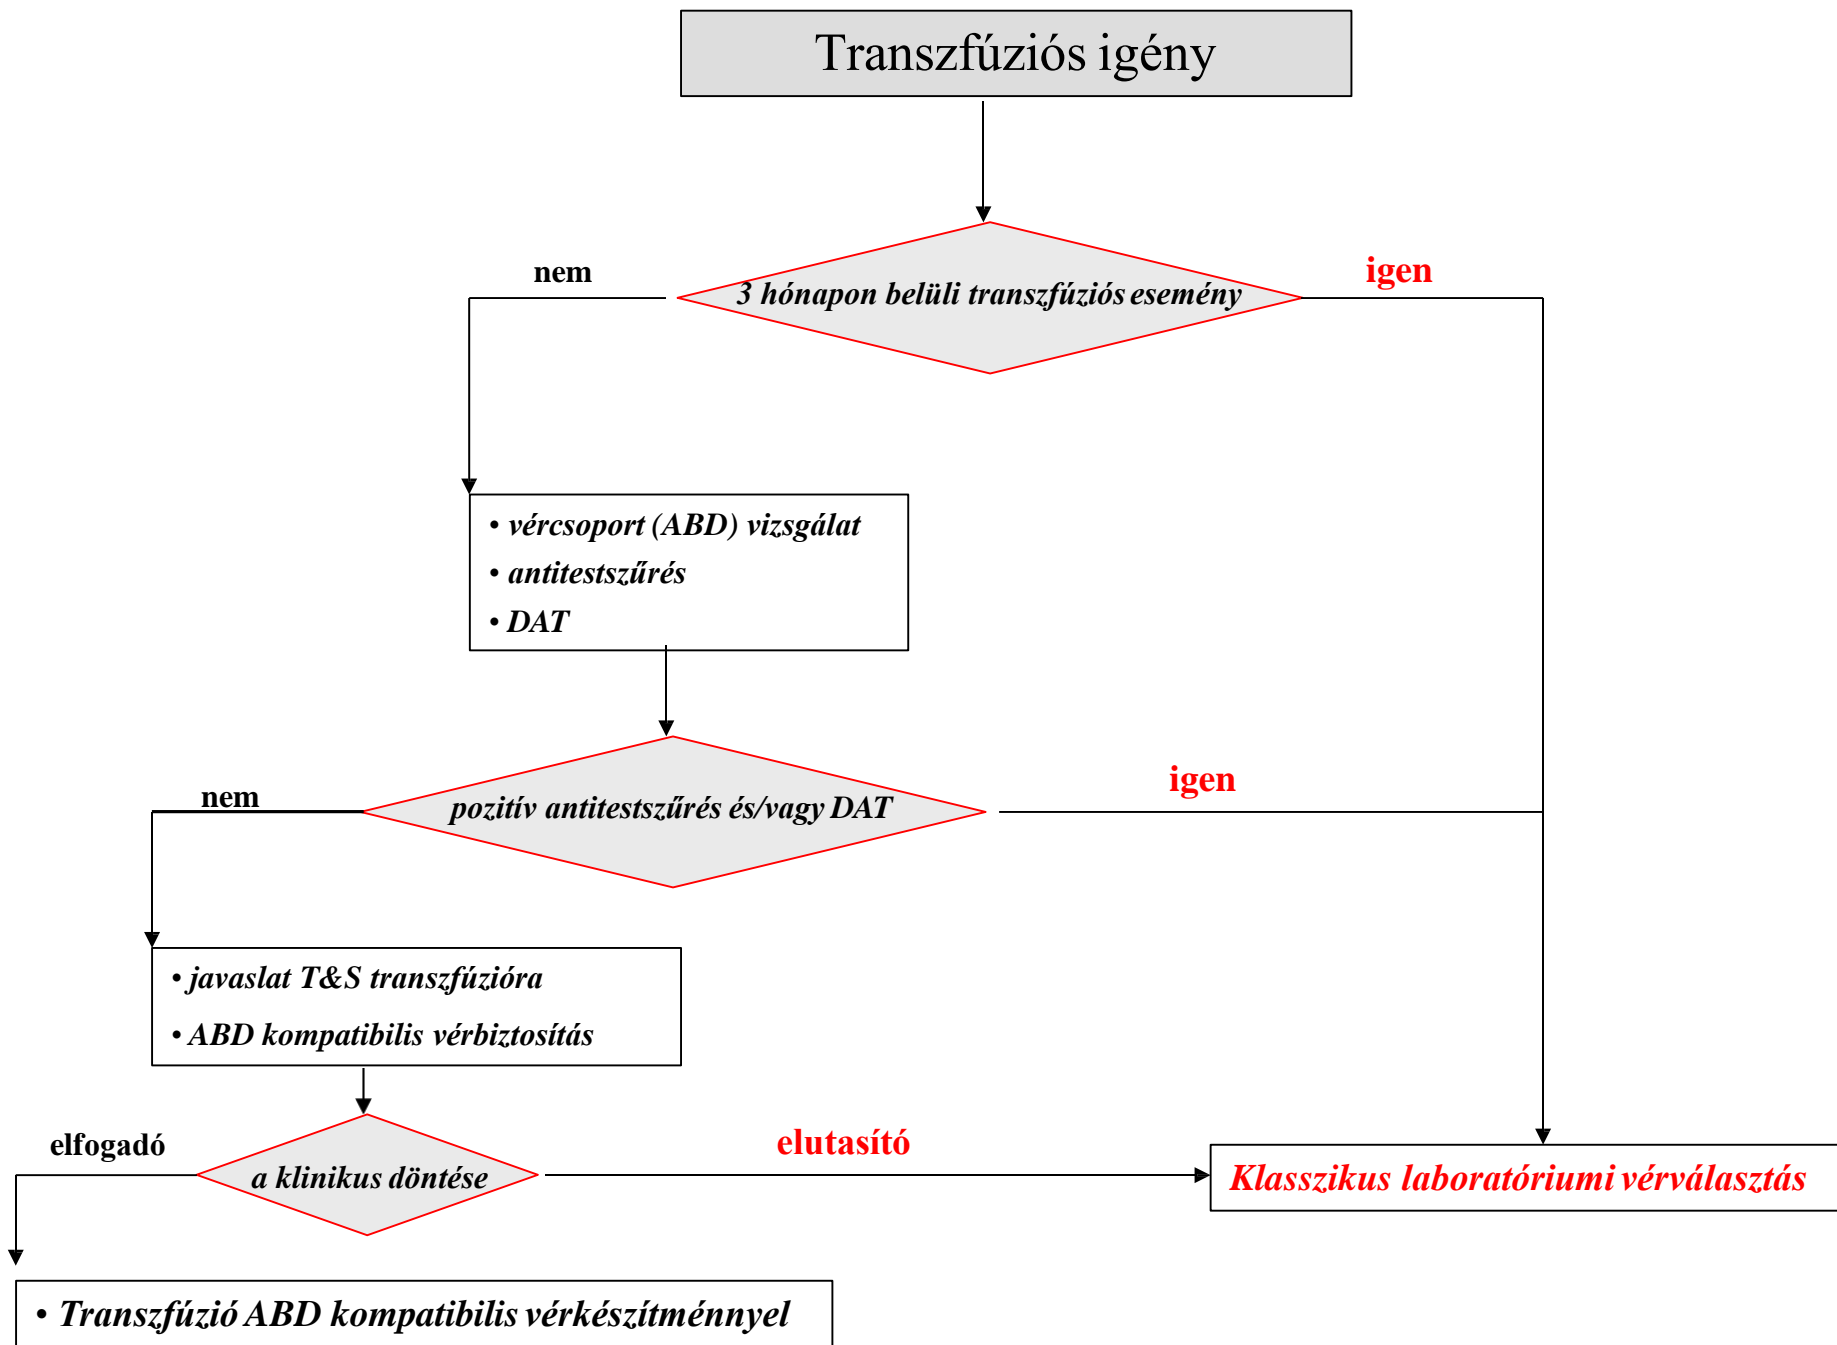 Transzfúziós igény
nem
igen
3 hónapon belüli transzfúziós esemény
• vércsoport (ABD) vizsgálat
• antitestszűrés
• DAT
nem
igen
pozitív antitestszűrés és/vagy DAT
• javaslat T&S transzfúzióra
• ABD kompatibilis vérbiztosítás
elfogadó
elutasító
a klinikus döntése
Klasszikus laboratóriumi vérválasztás
• Transzfúzió ABD kompatibilis vérkészítménnyel